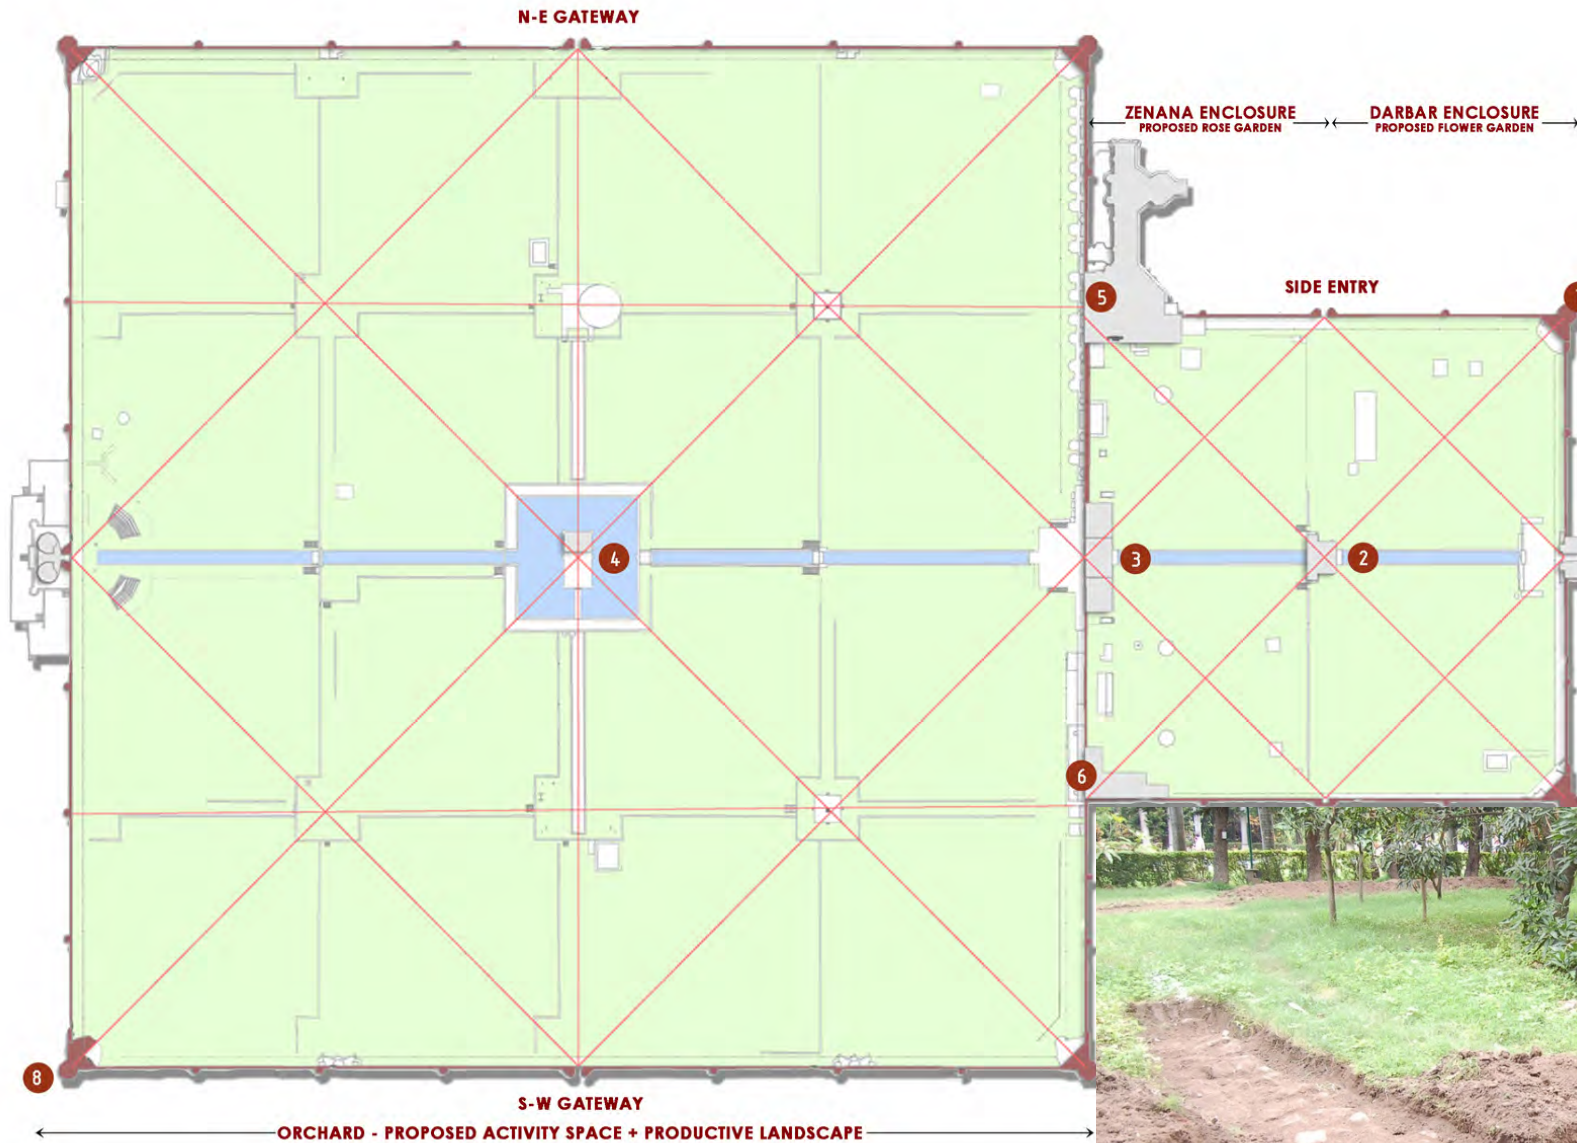 N-E GATEWAY
ZENANA ENCLOSURE
PROPOSED ROSE GARDEN
DARBAR ENCLOSURE
PROPOSED FLOWER GARDEN
SIDE ENTRY
5
4
3
2
6
8
S-W GATEWAY
ORCHARD - PROPOSED ACTIVITY SPACE + PRODUCTIVE LANDSCAPE